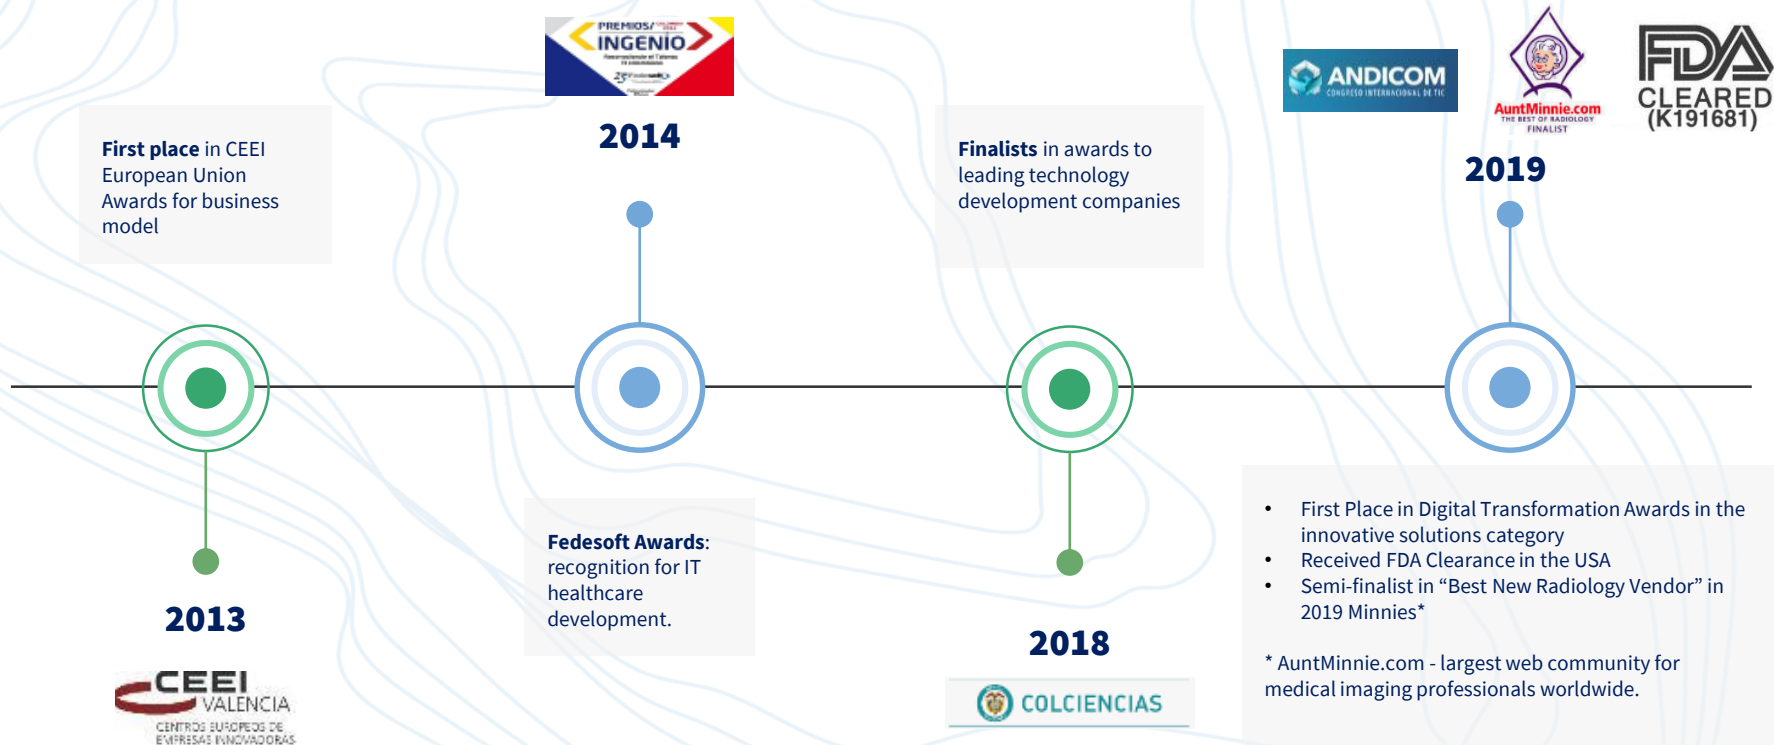 First place in CEEI
European Union
Awards for business
model
2013
CEEI
VALENCIA
CENTROS EUROPEOS DE
EMPRESAS INNOVADORAS
PREMIOS/
INGENIO
2014
Fedesoft Awards:
recognition for IT
healthcare
development.
Finalists in awards to
leading technology
development companies
2018
COLCIENCIAS
ANDICOM
CONGRESO INTERNACIONAL DE TIC
AuntMinnie.com
THE BEST OF RADIOLOGY
FINALIST
FDA
CLEARED
(K191681)
2019
• First Place in Digital Transformation Awards in the
innovative solutions category
• Received FDA Clearance in the USA
• Semi-finalist in “Best New Radiology Vendor” in
2019 Minnies*
* AuntMinnie.com - largest web community for
medical imaging professionals worldwide.